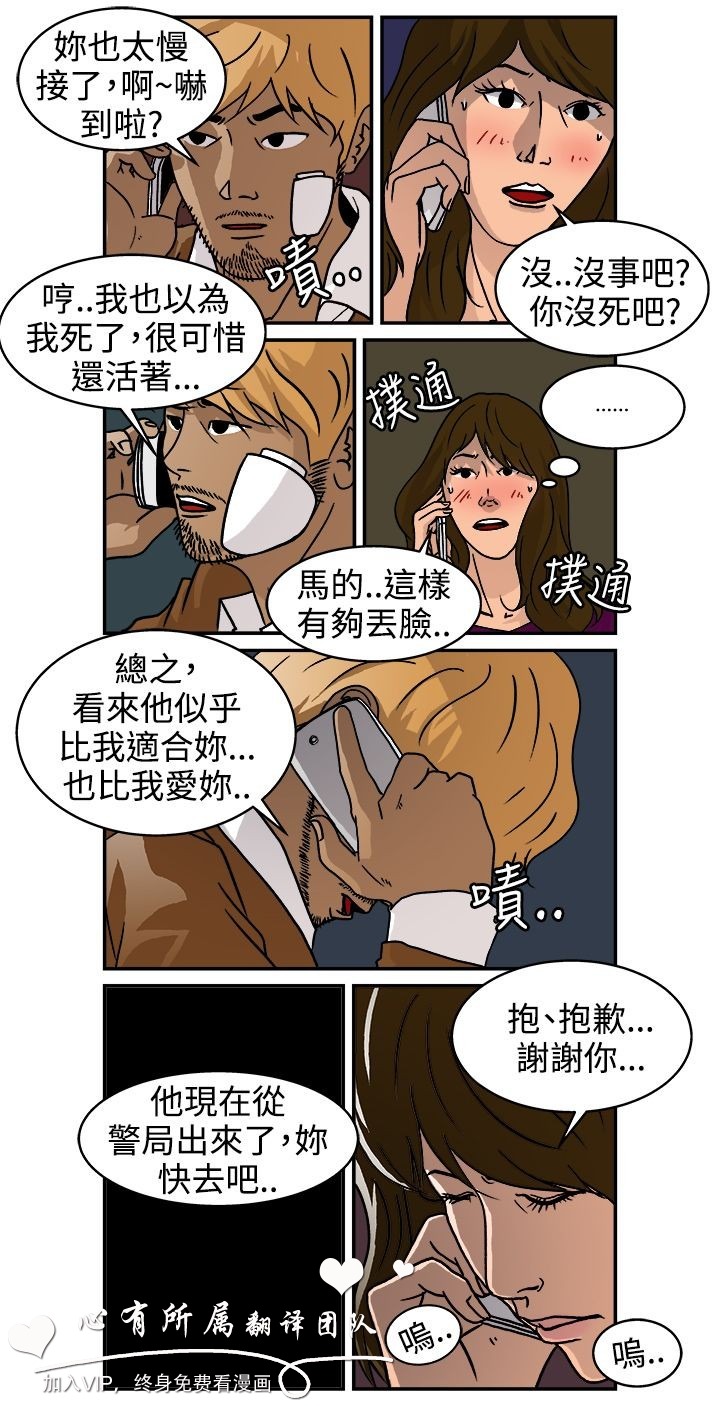 妳也太慢
接了，啊~嚇
到啦?
嘖..
沒..沒事吧?
你沒死吧?
哼..我也以為
我死了，很可惜
還活著...
撲通
......
撲通
馬的..這樣
有夠丟臉..
總之，
看來他似乎
比我適合妳...
也比我愛妳..
嘖..
他現在從
警局出來了，妳
快去吧..
抱、抱歉...
謝謝你...
嗚..
嗚..
心有所属翻译团队
加入VIP，终身免费看漫画